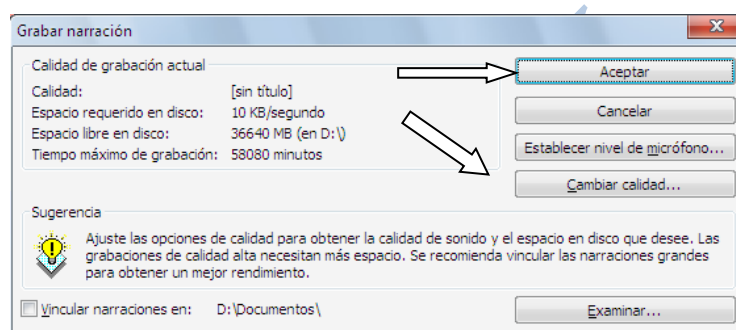 Grabar narración
Calidad de grabación actual
Calidad: [sin título]
Espacio requerido en disco: 10 KB/segundo
Espacio libre en disco: 36640 MB (en D:\)
Tiempo máximo de grabación: 58080 minutos
Aceptar
Cancelar
Establecer nivel de micrófono...
Cambiar calidad...
Sugerencia
Ajuste las opciones de calidad para obtener la calidad de sonido y el espacio en disco que desee. Las
grabaciones de calidad alta necesitan más espacio. Se recomienda vincular las narraciones grandes
para obtener un mejor rendimiento.
Vincular narraciones en: D:\Documentos\
Examinar...